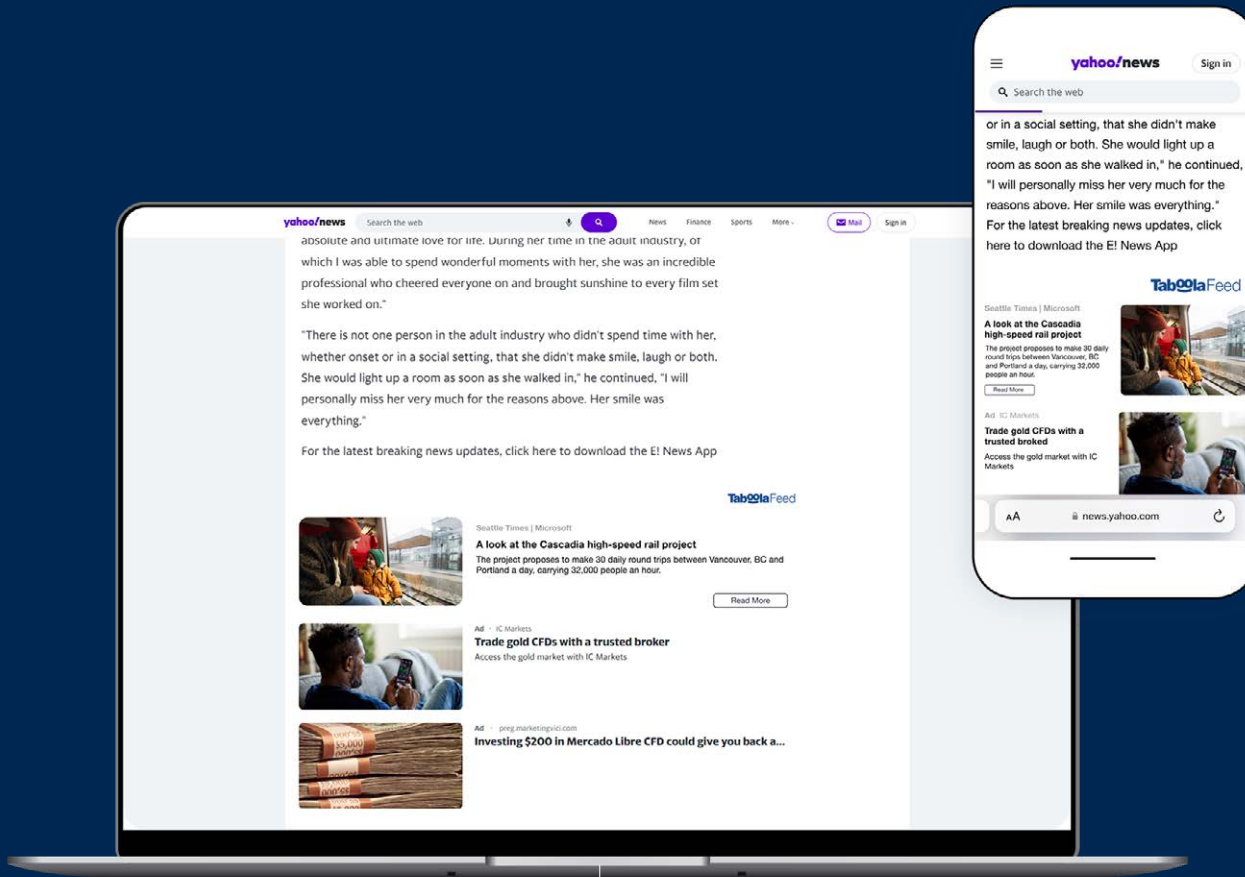 yahoo!news
Search the web
News
Finance
Sports
More
Mail
Sign in
absolute and ultimate love for life. During her time in the adult industry, of
which I was able to spend wonderful moments with her, she was an incredible
professional who cheered everyone on and brought sunshine to every film set
she worked on."
"There is not one person in the adult industry who didn't spend time with her,
whether onset or in a social setting, that she didn't make smile, laugh or both.
She would light up a room as soon as she walked in," he continued, "I will
personally miss her very much for the reasons above. Her smile was
everything."
For the latest breaking news updates, click here to download the E! News App
Taboola Feed
Seattle Times | Microsoft
A look at the Cascadia high-speed rail project
The project proposes to make 30 daily round trips between Vancouver, BC and
Portland a day, carrying 32,000 people an hour.
Read More
Ad · IC Markets
Trade gold CFDs with a trusted broker
Access the gold market with IC Markets
$5,000
Ad · preg.marketingvici.com
Investing $200 in Mercado Libre CFD could give you back a...
yahoo!news
Sign in
Search the web
or in a social setting, that she didn't make
smile, laugh or both. She would light up a
room as soon as she walked in," he continued,
"I will personally miss her very much for the
reasons above. Her smile was everything."
For the latest breaking news updates, click
here to download the E! News App
Taboola Feed
Seattle Times | Microsoft
A look at the Cascadia
high-speed rail project
The project proposes to make 30 daily
round trips between Vancouver, BC
and Portland a day, carrying 32,000
people an hour.
Read More
Ad IC Markets
Trade gold CFDs with a
trusted broked
Access the gold market with IC
Markets
AA
news.yahoo.com